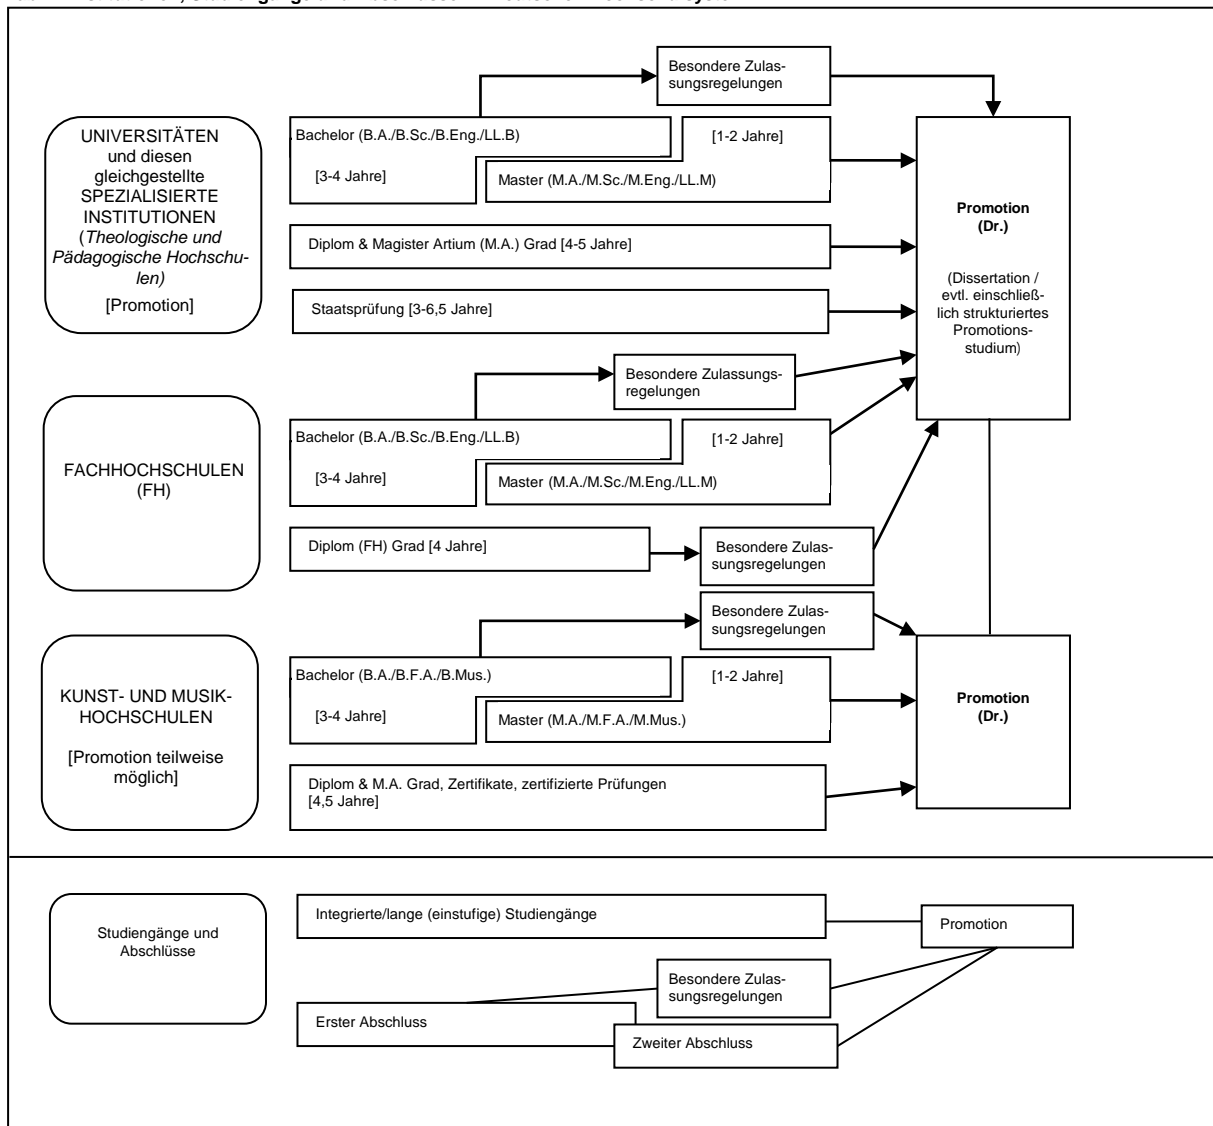 Besondere Zulas-
sungsregelungen
UNIVERSITÄTEN
und diesen
gleichgestellte
SPEZIALISIERTE
INSTITUTIONEN
(Theologische und
Pädagogische Hochschu-
len)
[Promotion]
Bachelor (B.A./B.Sc./B.Eng./LL.B)
[3-4 Jahre]
[1-2 Jahre]
Master (M.A./M.Sc./M.Eng./LL.M)
Diplom & Magister Artium (M.A.) Grad [4-5 Jahre]
Staatsprüfung [3-6,5 Jahre]
Promotion
(Dr.)
(Dissertation /
evtl. einschließ-
lich strukturiertes
Promotions-
studium)
Besondere Zulassungs-
regelungen
FACHHOCHSCHULEN
(FH)
Bachelor (B.A./B.Sc./B.Eng./LL.B)
[3-4 Jahre]
[1-2 Jahre]
Master (M.A./M.Sc./M.Eng./LL.M)
Diplom (FH) Grad [4 Jahre]
Besondere Zulas-
sungsregelungen
Besondere Zulas-
sungsregelungen
KUNST- UND MUSIK-
HOCHSCHULEN
[Promotion teilweise
möglich]
Bachelor (B.A./B.F.A./B.Mus.)
[3-4 Jahre]
[1-2 Jahre]
Master (M.A./M.F.A./M.Mus.)
Diplom & M.A. Grad, Zertifikate, zertifizierte Prüfungen
[4,5 Jahre]
Promotion
(Dr.)
Studiengänge und
Abschlüsse
Integrierte/lange (einstufige) Studiengänge
Promotion
Besondere Zulas-
sungsregelungen
Erster Abschluss
Zweiter Abschluss